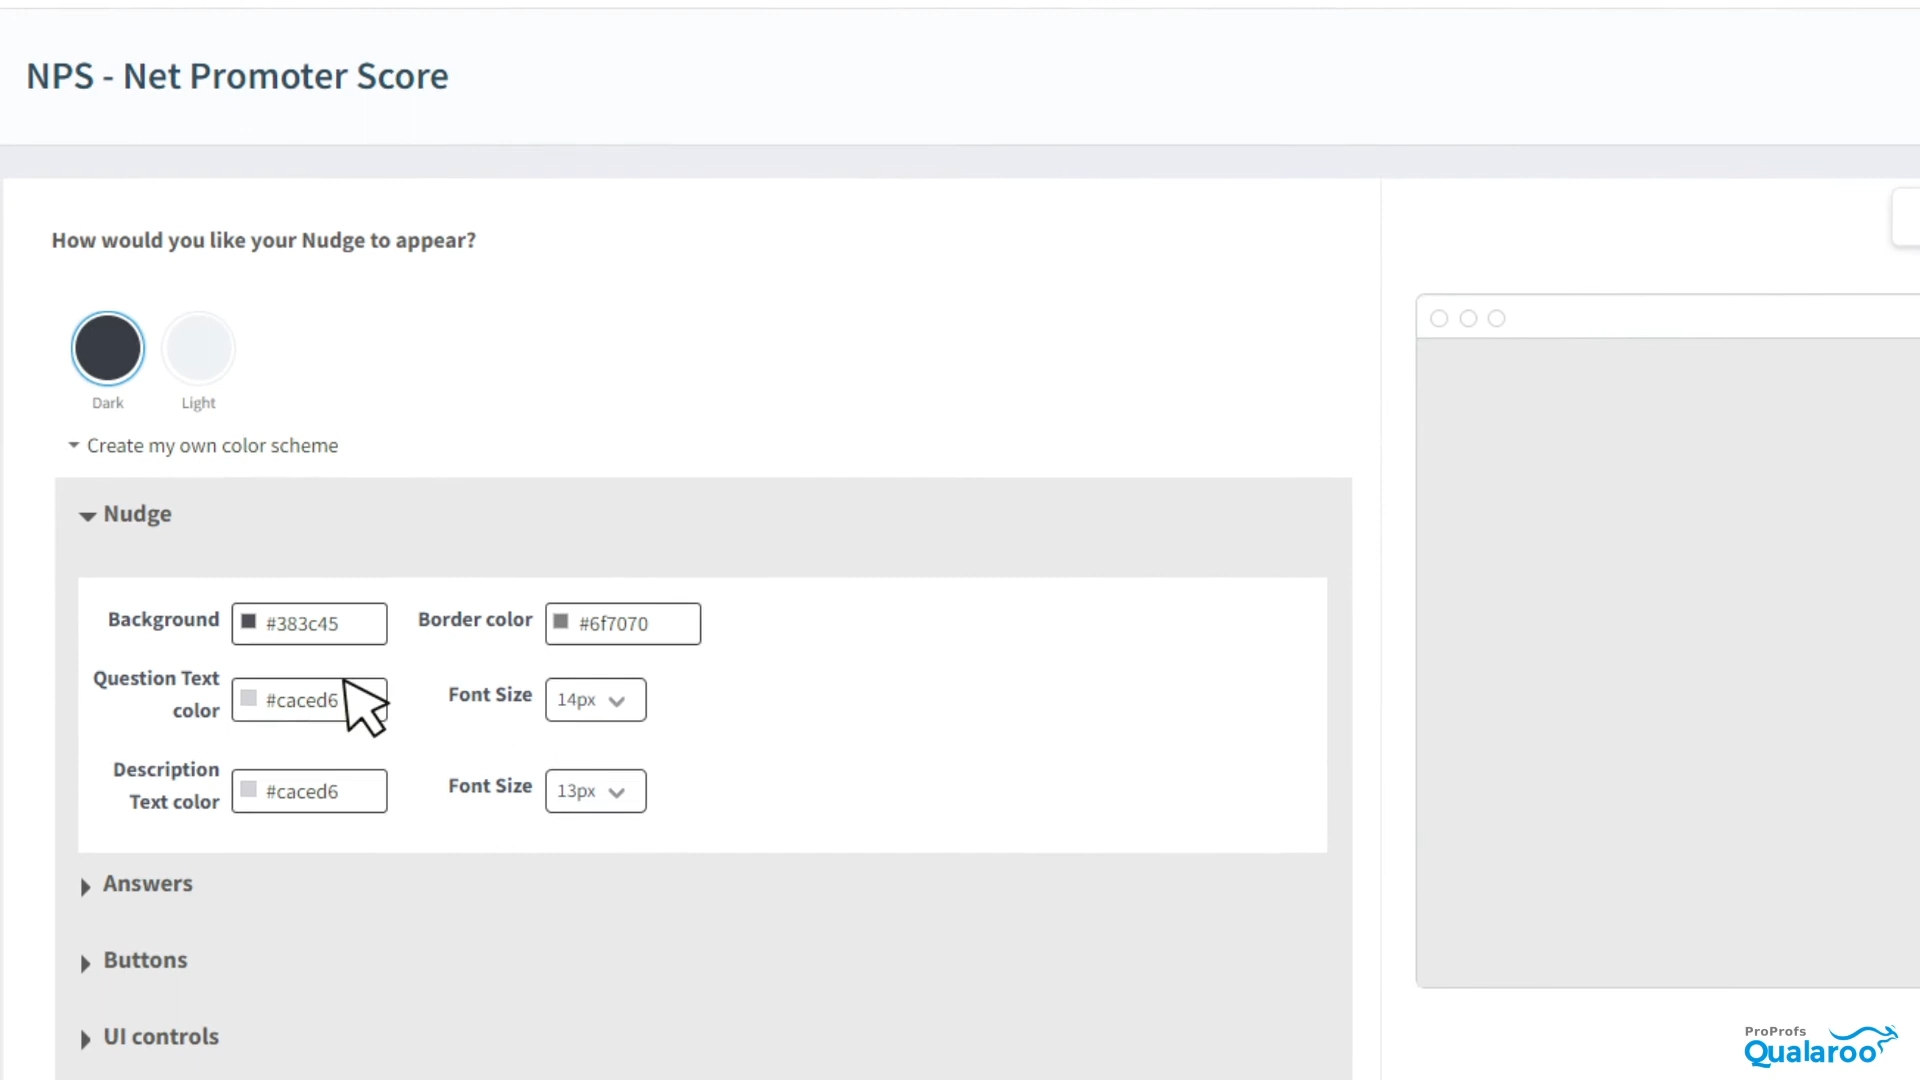 NPS - Net Promoter Score
How would you like your Nudge to appear?
Dark Light
Create my own color scheme
Nudge
Background #383c45 Border color #6f7070
Question Text color #caced6 Font Size 14px
Description Text color #caced6 Font Size 13px
Answers
Buttons
UI controls
ProProfs
Qualaroo